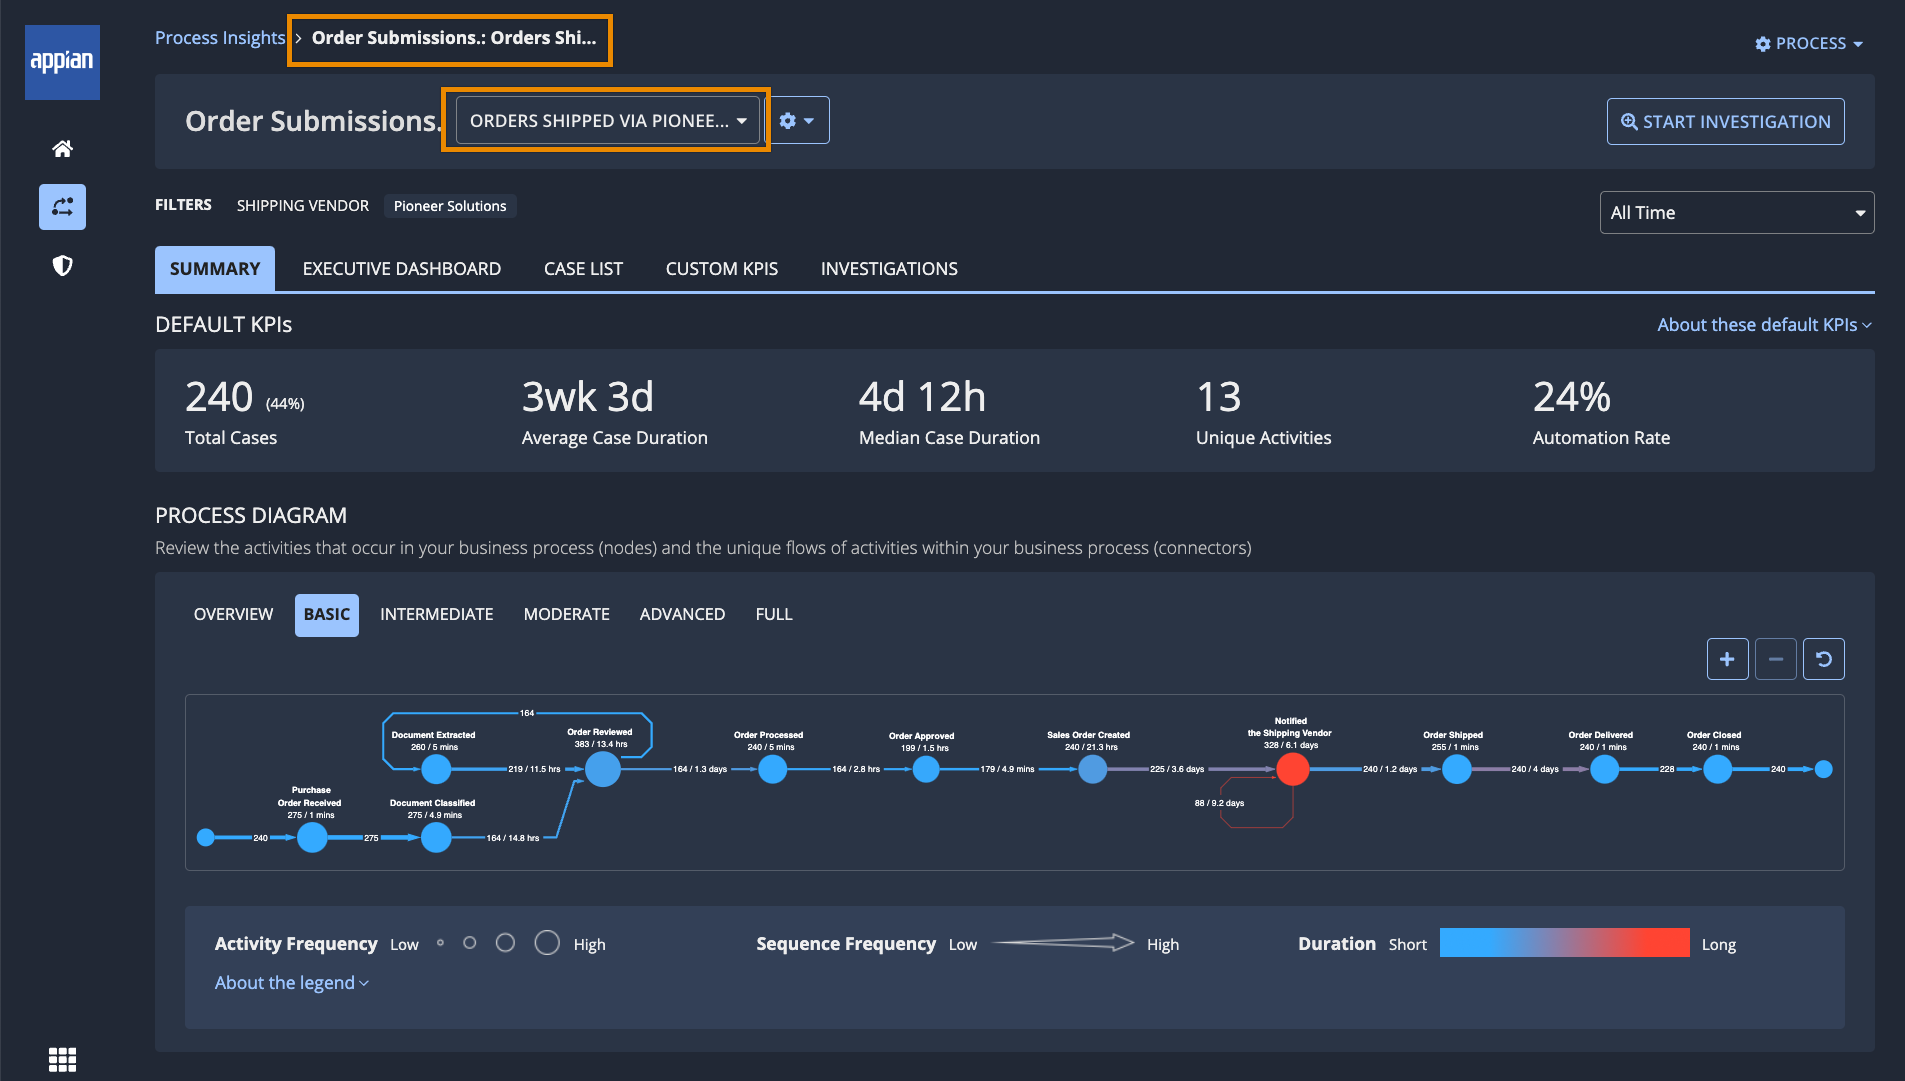 appian
Process Insights > Order Submissions.: Orders Shi...
PROCESS
Order Submissions.
ORDERS SHIPPED VIA PIONEE...
START INVESTIGATION
FILTERS SHIPPING VENDOR Pioneer Solutions
All Time
SUMMARY EXECUTIVE DASHBOARD CASE LIST CUSTOM KPIS INVESTIGATIONS
DEFAULT KPIs
About these default KPIs
240 (44%)
Total Cases
3wk 3d
Average Case Duration
4d 12h
Median Case Duration
13
Unique Activities
24%
Automation Rate
PROCESS DIAGRAM
Review the activities that occur in your business process (nodes) and the unique flows of activities within your business process (connectors)
OVERVIEW BASIC INTERMEDIATE MODERATE ADVANCED FULL
164
Document Extracted
260 / 5 mins
219 / 11.5 hrs
Order Reviewed
383 / 13.4 hrs
164 / 1.3 days
Order Processed
240 / 5 mins
164 / 2.8 hrs
Order Approved
199 / 1.5 hrs
179 / 4.9 mins
Sales Order Created
240 / 21.3 hrs
225 / 3.6 days
Notified
the Shipping Vendor
328 / 6.1 days
88 / 9.2 days
240 / 1.2 days
Order Shipped
255 / 1 mins
240 / 4 days
Order Delivered
240 / 1 mins
228
Order Closed
240 / 1 mins
240
240
Purchase
Order Received
275 / 1 mins
275
Document Classified
275 / 4.9 mins
164 / 14.8 hrs
Activity Frequency Low High
Sequence Frequency Low High
Duration Short Long
About the legend